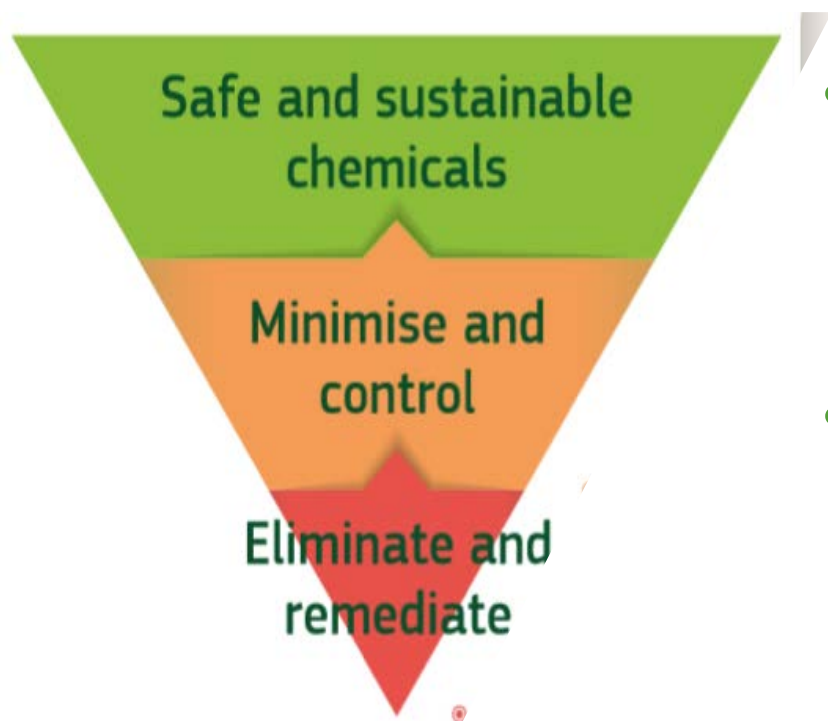 Safe and sustainable
chemicals
Minimise and
control
Eliminate and
remediate